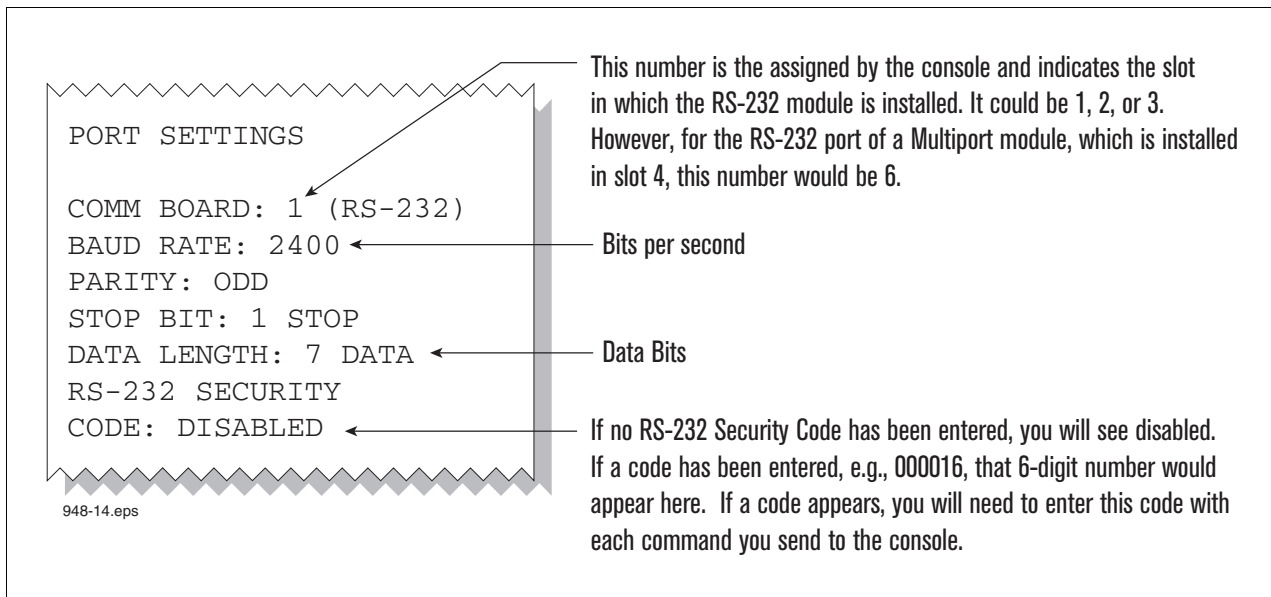 PORT SETTINGS
COMM BOARD: 1 (RS-232)
BAUD RATE: 2400
PARITY: ODD
STOP BIT: 1 STOP
DATA LENGTH: 7 DATA
RS-232 SECURITY
CODE: DISABLED
948-14.eps
This number is the assigned by the console and indicates the slot
in which the RS-232 module is installed. It could be 1, 2, or 3.
However, for the RS-232 port of a Multiport module, which is installed
in slot 4, this number would be 6.
Bits per second
Data Bits
If no RS-232 Security Code has been entered, you will see disabled.
If a code has been entered, e.g., 000016, that 6-digit number would
appear here. If a code appears, you will need to enter this code with
each command you send to the console.